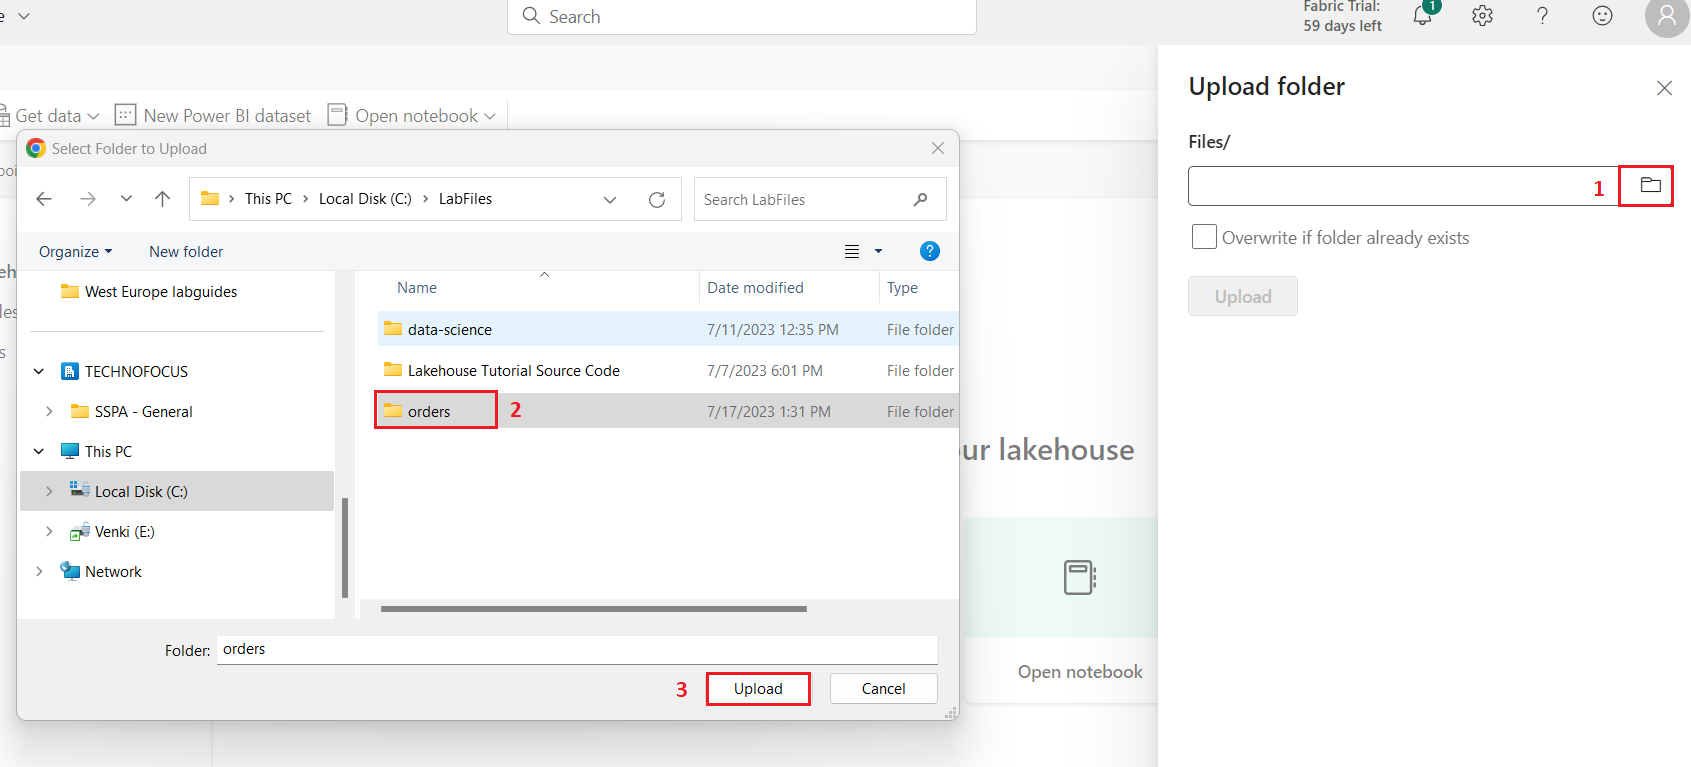 e
Search
Fabric Trial:
59 days left
1
?
Get data
New Power BI dataset
Open notebook
Select Folder to Upload
This PC > Local Disk (C:) > LabFiles
Search LabFiles
Organize
New folder
?
West Europe labguides
TECHNOFOCUS
SSPA - General
This PC
Local Disk (C:)
Venki (E:)
Network
Name
Date modified
Type
data-science
7/11/2023 12:35 PM
File folder
Lakehouse Tutorial Source Code
7/7/2023 6:01 PM
File folder
orders
2
7/17/2023 1:31 PM
File folder
Folder:
orders
3
Upload
Cancel
our lakehouse
Open notebook
Upload folder
Files/
1
Overwrite if folder already exists
Upload